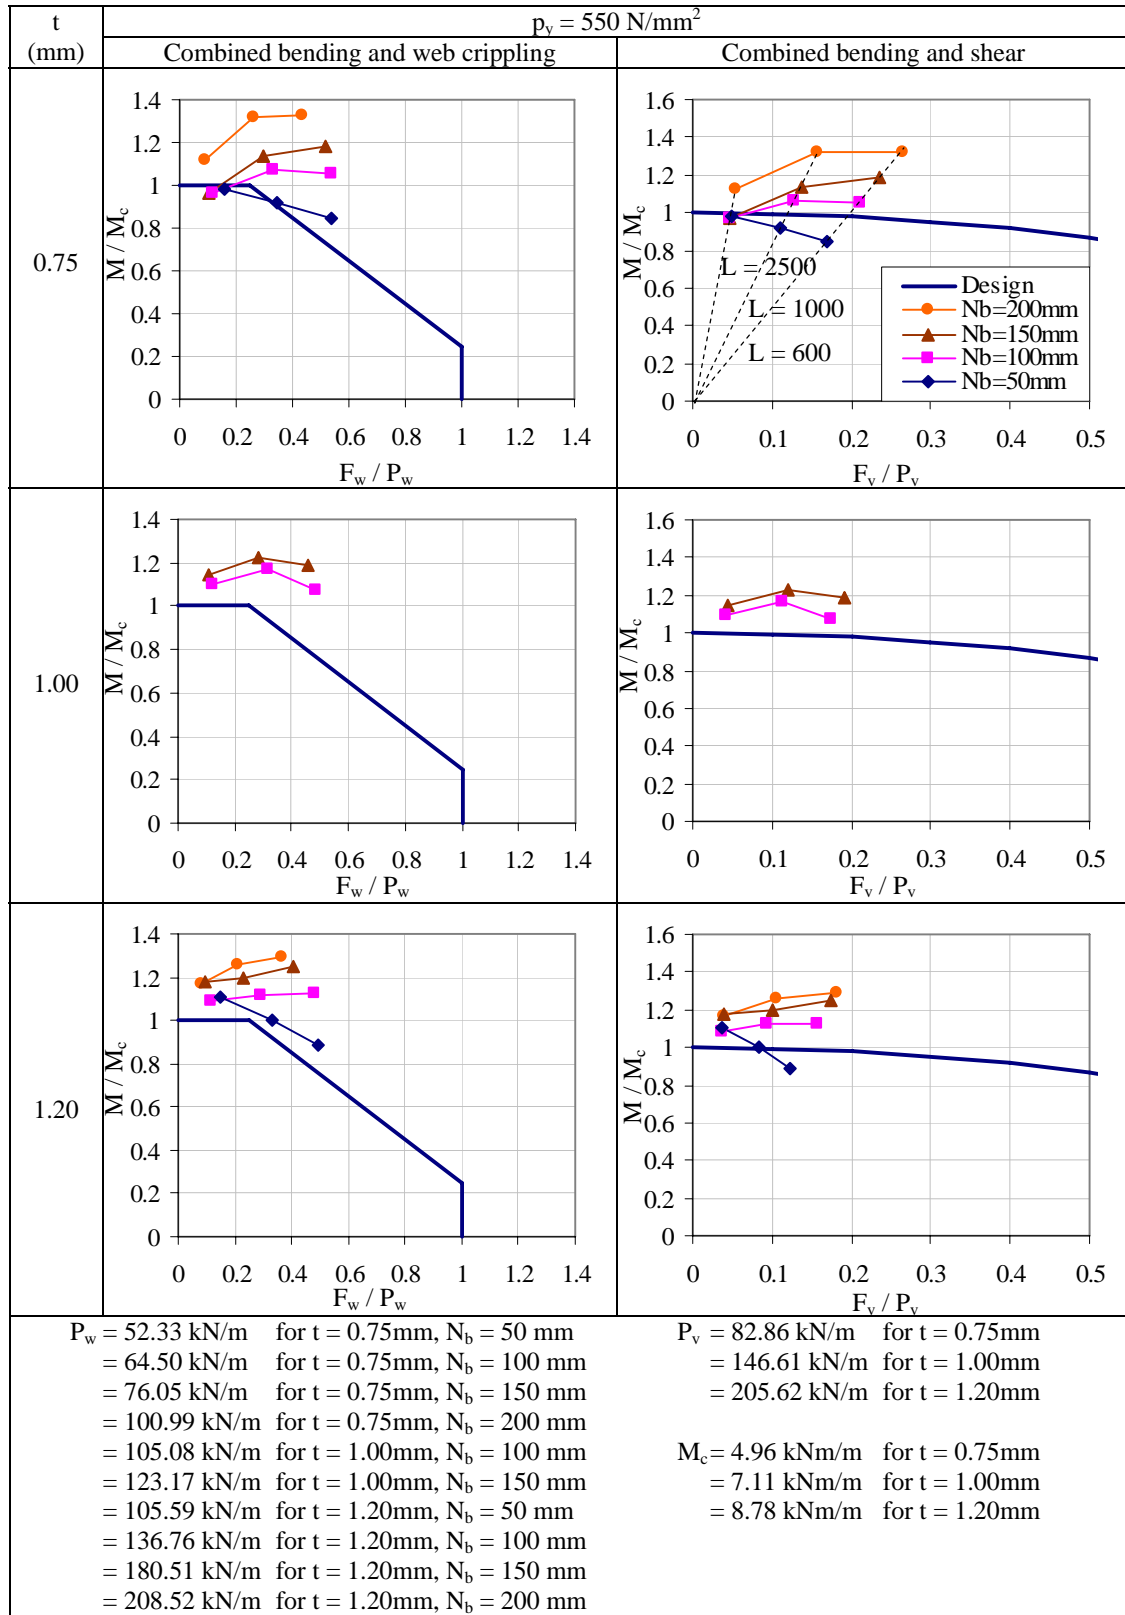 t
(mm)
p_y = 550 N/mm²
Combined bending and web crippling
Combined bending and shear
0.75
1.4
1.2
1
0.8
0.6
0.4
0.2
0
M / M_c
0 0.2 0.4 0.6 0.8 1 1.2 1.4
F_w / P_w
1.6
1.4
1.2
1
0.8
0.6
0.4
0.2
0
M / M_c
L = 2500
L = 1000
L = 600
Design
Nb=200mm
Nb=150mm
Nb=100mm
Nb=50mm
0 0.1 0.2 0.3 0.4 0.5
F_v / P_v
1.00
1.4
1.2
1
0.8
0.6
0.4
0.2
0
M / M_c
0 0.2 0.4 0.6 0.8 1 1.2 1.4
F_w / P_w
1.6
1.4
1.2
1
0.8
0.6
0.4
0.2
0
M / M_c
0 0.1 0.2 0.3 0.4 0.5
F_v / P_v
1.20
1.4
1.2
1
0.8
0.6
0.4
0.2
0
M / M_c
0 0.2 0.4 0.6 0.8 1 1.2 1.4
F_w / P_w
1.6
1.4
1.2
1
0.8
0.6
0.4
0.2
0
M / M_c
0 0.1 0.2 0.3 0.4 0.5
F_v / P_v
P_w = 52.33 kN/m for t = 0.75mm, N_b = 50 mm
= 64.50 kN/m for t = 0.75mm, N_b = 100 mm
= 76.05 kN/m for t = 0.75mm, N_b = 150 mm
= 100.99 kN/m for t = 0.75mm, N_b = 200 mm
= 105.08 kN/m for t = 1.00mm, N_b = 100 mm
= 123.17 kN/m for t = 1.00mm, N_b = 150 mm
= 105.59 kN/m for t = 1.20mm, N_b = 50 mm
= 136.76 kN/m for t = 1.20mm, N_b = 100 mm
= 180.51 kN/m for t = 1.20mm, N_b = 150 mm
= 208.52 kN/m for t = 1.20mm, N_b = 200 mm
P_v = 82.86 kN/m for t = 0.75mm
= 146.61 kN/m for t = 1.00mm
= 205.62 kN/m for t = 1.20mm
M_c = 4.96 kNm/m for t = 0.75mm
= 7.11 kNm/m for t = 1.00mm
= 8.78 kNm/m for t = 1.20mm